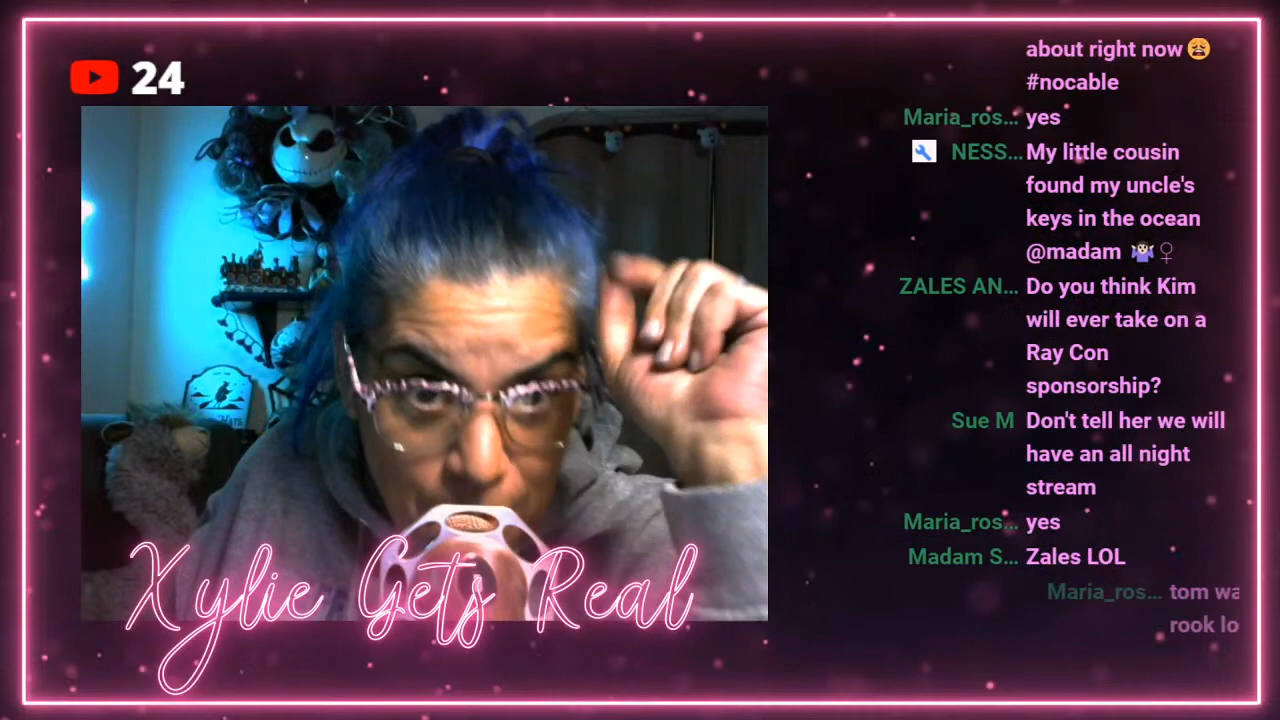 24
about right now😩
#nocable
Maria_ros... yes
NESS... My little cousin
found my uncle's
keys in the ocean
@madam 🤷🏻♀
ZALES AN... Do you think Kim
will ever take on a
Ray Con
sponsorship?
Sue M Don't tell her we will
have an all night
stream
Maria_ros... yes
Madam S... Zales LOL
Maria_ros... tom wa
rook lo
Xylie Gets Real